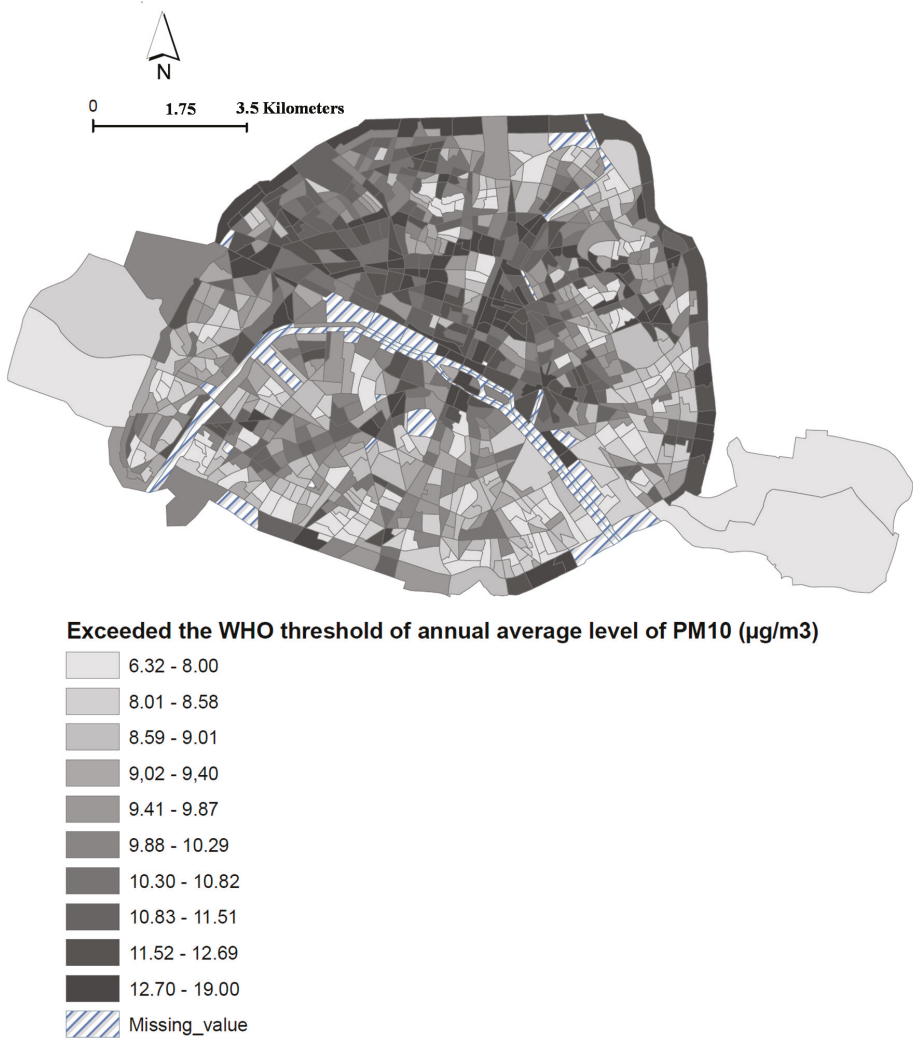 N
0 1.75 3.5 Kilometers
Exceeded the WHO threshold of annual average level of PM10 (µg/m3)
6.32 - 8.00
8.01 - 8.58
8.59 - 9.01
9,02 - 9,40
9.41 - 9.87
9.88 - 10.29
10.30 - 10.82
10.83 - 11.51
11.52 - 12.69
12.70 - 19.00
Missing_value